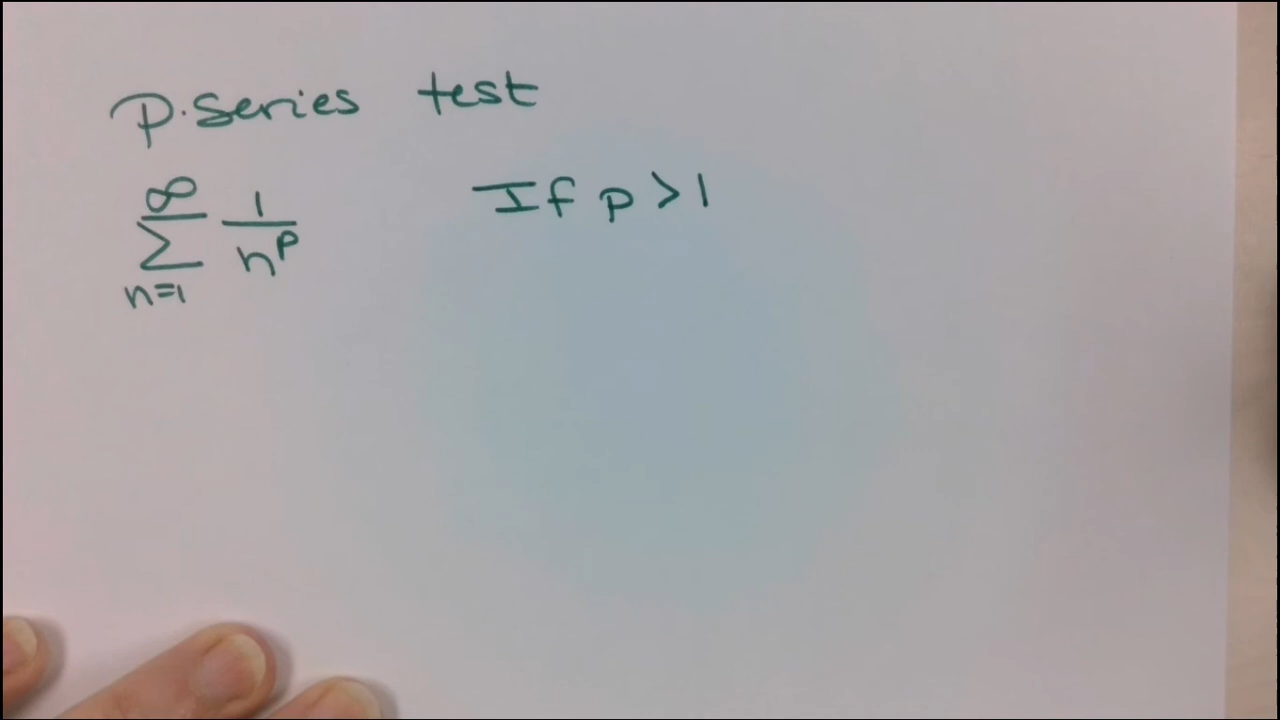 P.series test
∞
∑ 1/n^p If p > 1
n=1